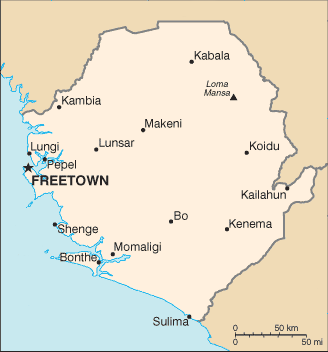 Kabala
Loma
Mansa
Kambia
Makeni
Lungi
Lunsar
Koidu
Pepel
FREETOWN
Kailahun
Bo
Shenge
Kenema
Momaligi
Bonthe
Sulima
0 50 km
0 50 mi